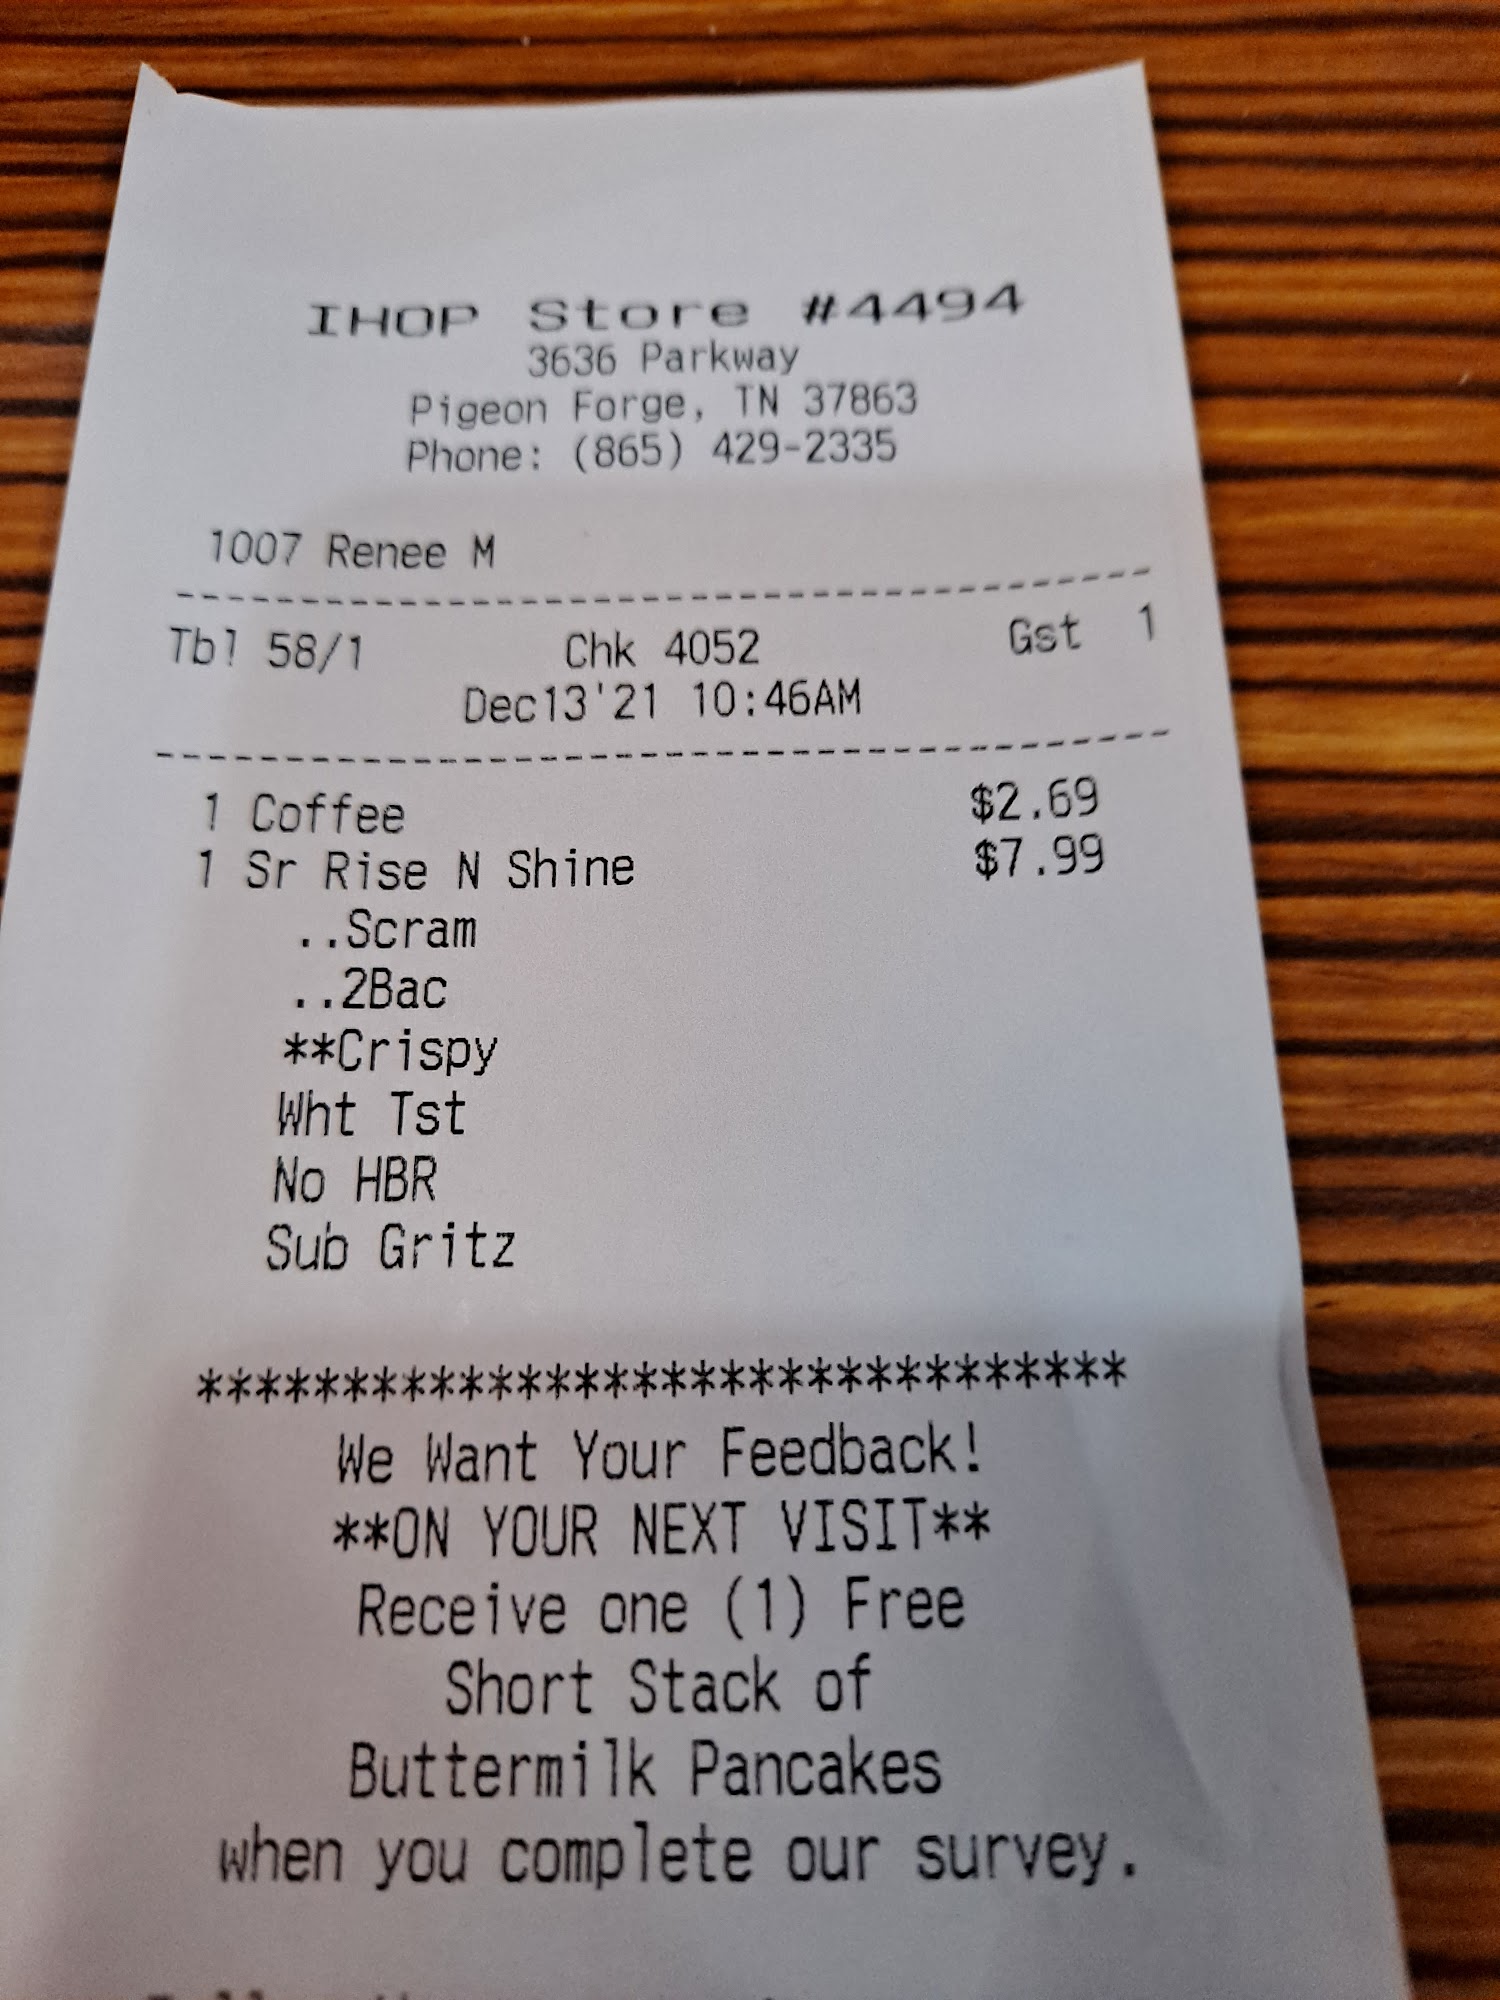 IHOP Store #4494
3636 Parkway
Pigeon Forge, TN 37863
Phone: (865) 429-2335
1007 Renee M
----------------------------------------
Tbl 58/1 Chk 4052 Gst 1
Dec13'21 10:46AM
----------------------------------------
1 Coffee $2.69
1 Sr Rise N Shine $7.99
..Scram
..2Bac
**Crispy
Wht Tst
No HBR
Sub Gritz
********************************
We Want Your Feedback!
**ON YOUR NEXT VISIT**
Receive one (1) Free
Short Stack of
Buttermilk Pancakes
when you complete our survey.